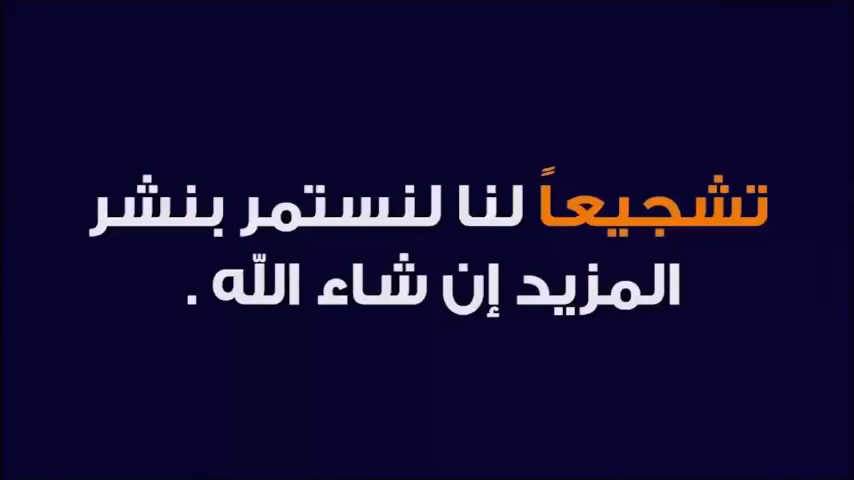 تشجيعاً لنا لنستمر بنشر
المزيد إن شاء الله .